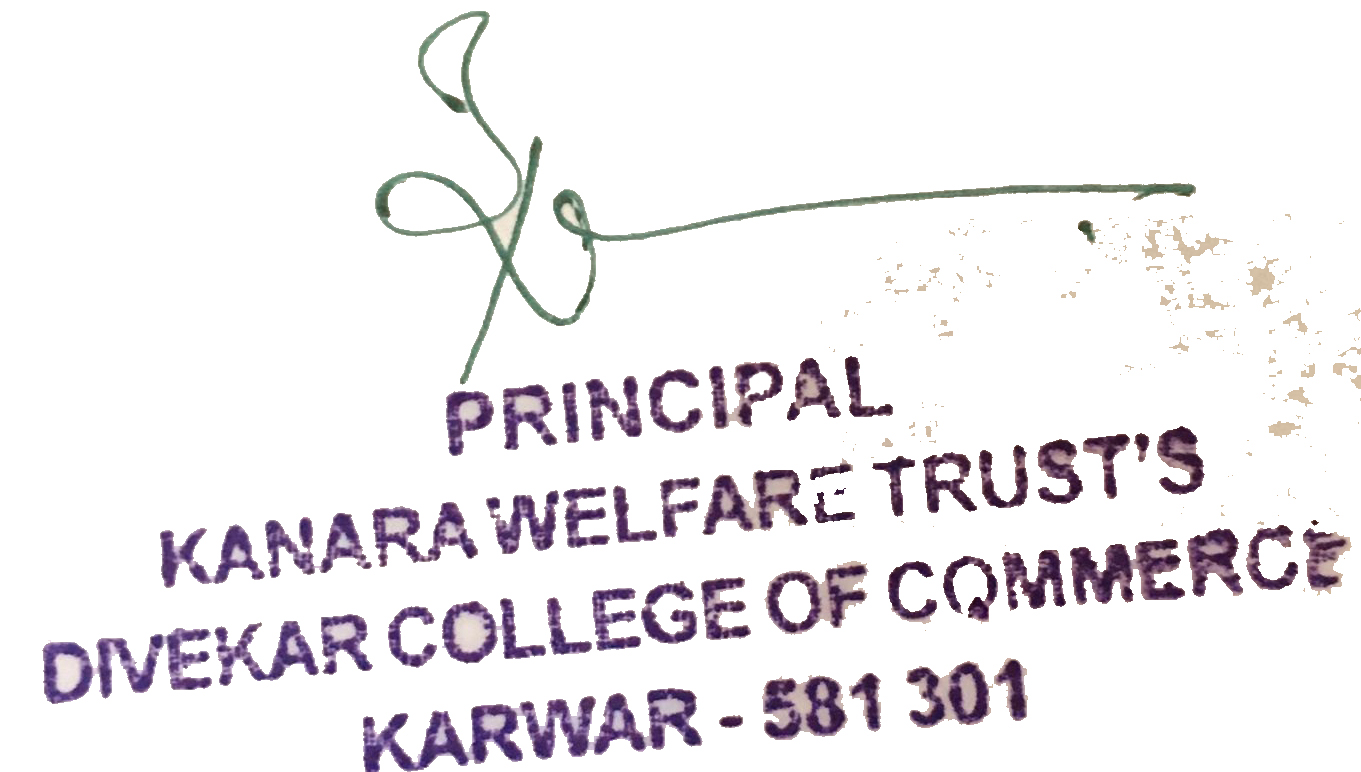 PRINCIPAL
KANARA WELFARE TRUST'S
DIVEKAR COLLEGE OF COMMERCE
KARWAR - 581 301